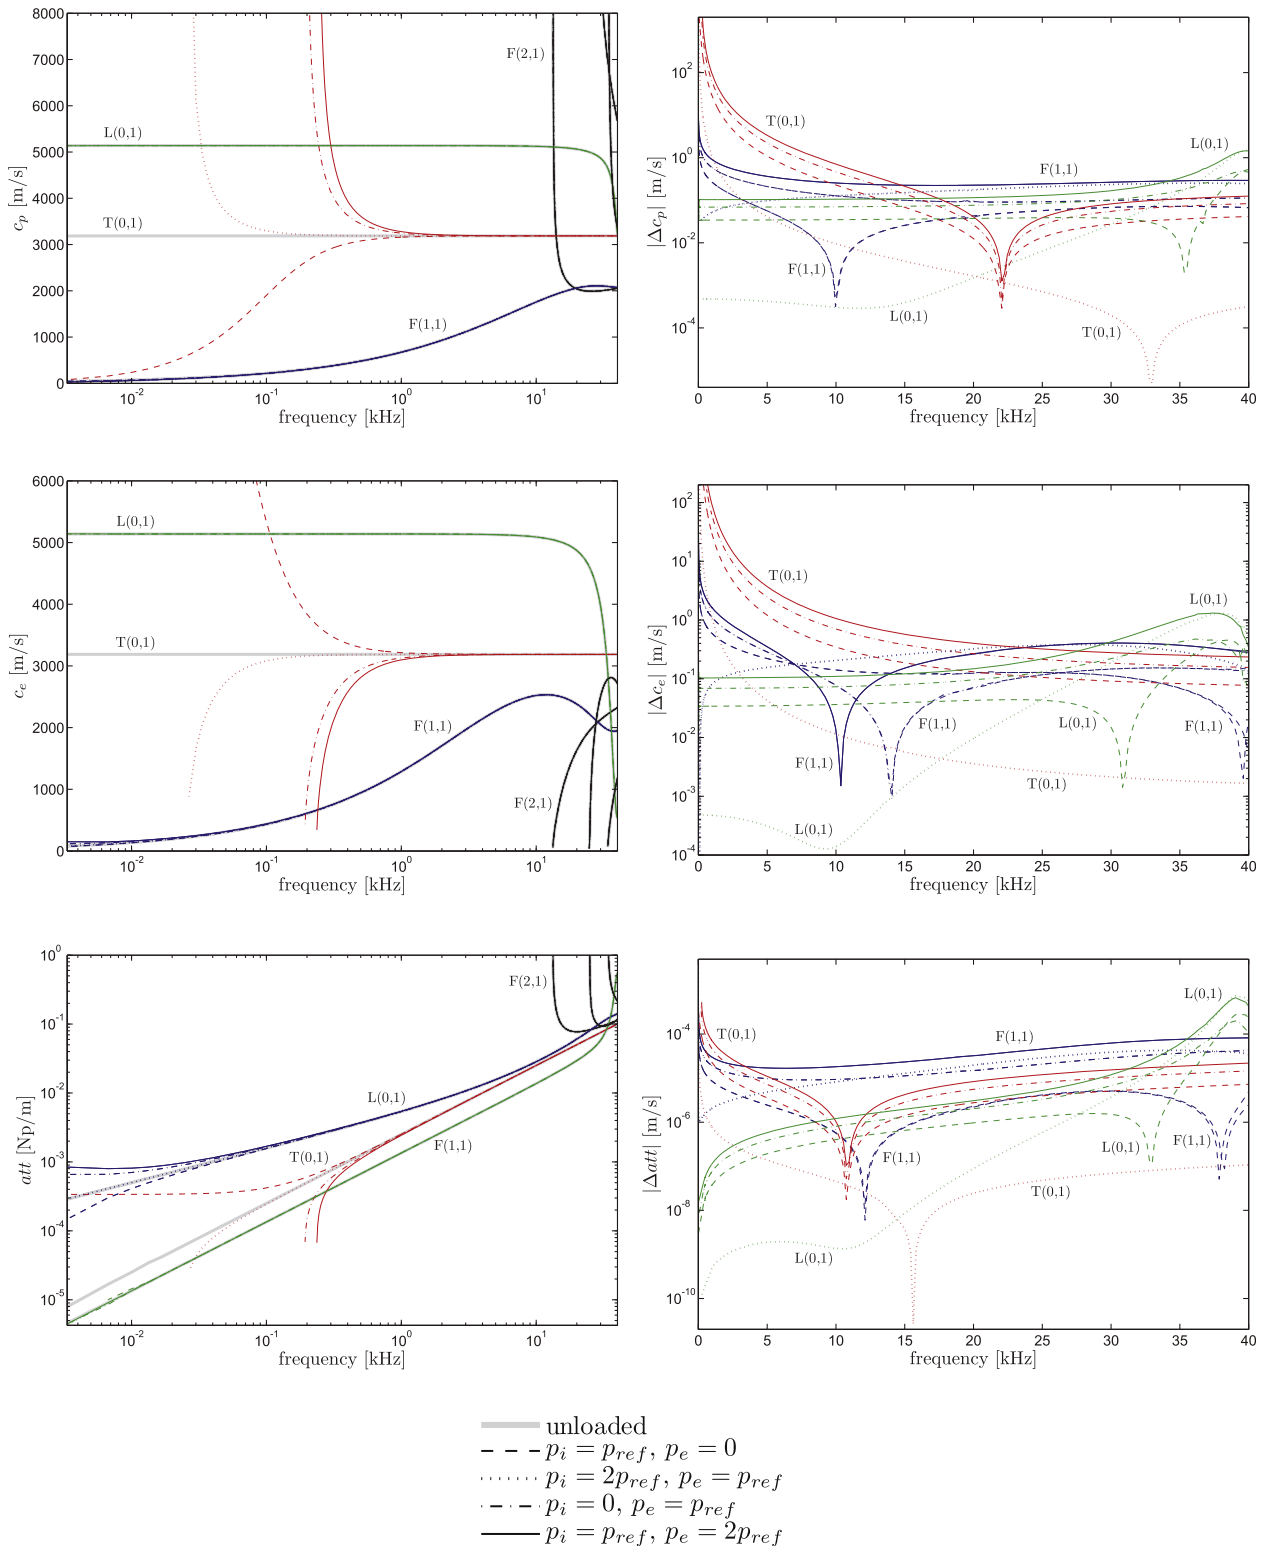 8000
7000
6000
5000
4000
3000
2000
1000
0
c_p [m/s]
L(0,1)
T(0,1)
F(1,1)
F(2,1)
10^-2
10^-1
10^0
10^1
frequency [kHz]
10^2
10^0
10^-2
10^-4
|Δc_p| [m/s]
T(0,1)
L(0,1)
F(1,1)
F(1,1)
L(0,1)
T(0,1)
0 5 10 15 20 25 30 35 40
frequency [kHz]
6000
5000
4000
3000
2000
1000
0
c_e [m/s]
L(0,1)
T(0,1)
F(1,1)
F(2,1)
10^-2
10^-1
10^0
10^1
frequency [kHz]
10^2
10^1
10^0
10^-1
10^-2
10^-3
10^-4
|Δc_e| [m/s]
T(0,1)
L(0,1)
F(1,1)
L(0,1)
F(1,1)
F(1,1)
T(0,1)
L(0,1)
0 5 10 15 20 25 30 35 40
frequency [kHz]
10^0
10^-1
10^-2
10^-3
10^-4
10^-5
att [Np/m]
F(2,1)
L(0,1)
F(1,1)
T(0,1)
10^-2
10^-1
10^0
10^1
frequency [kHz]
10^-4
10^-6
10^-8
10^-10
|Δatt| [m/s]
L(0,1)
T(0,1)
F(1,1)
L(0,1)
F(1,1)
F(1,1)
T(0,1)
L(0,1)
0 5 10 15 20 25 30 35 40
frequency [kHz]
unloaded
p_i = p_ref, p_e = 0
p_i = 2p_ref, p_e = p_ref
p_i = 0, p_e = p_ref
p_i = p_ref, p_e = 2p_ref